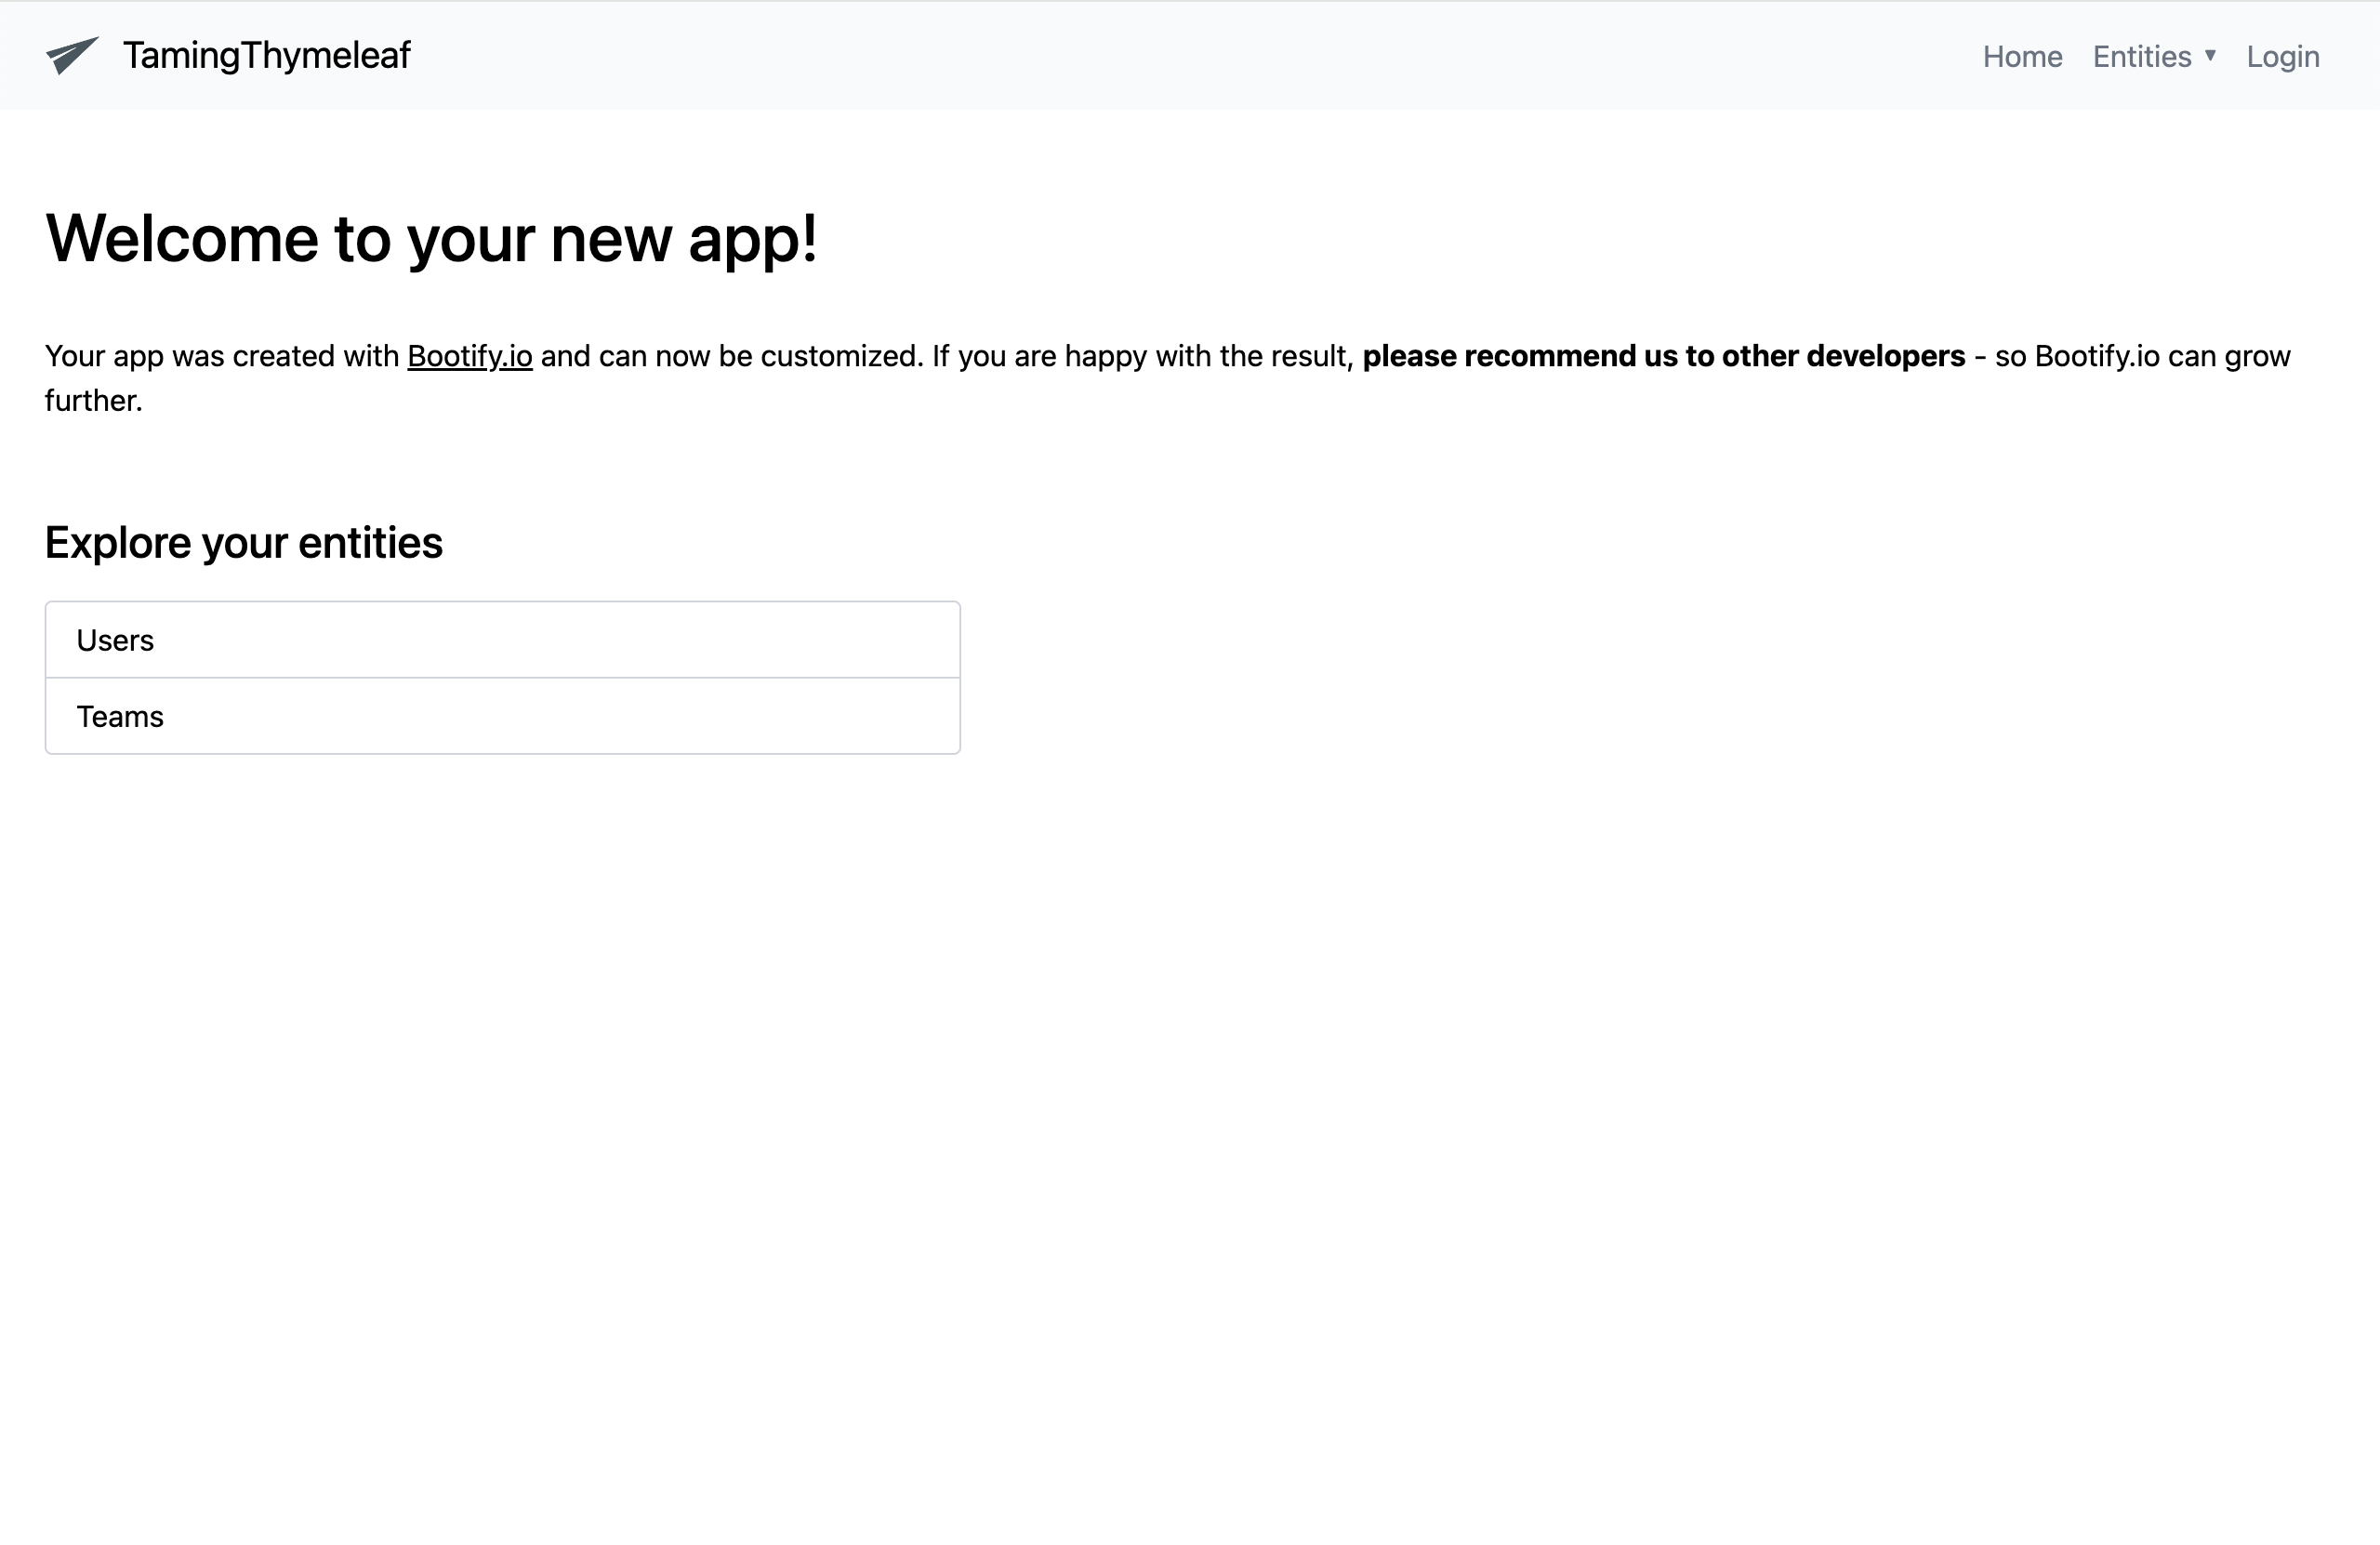 TamingThymeleaf
Home Entities ▼ Login
Welcome to your new app!
Your app was created with Bootify.io and can now be customized. If you are happy with the result, please recommend us to other developers - so Bootify.io can grow
further.
Explore your entities
Users
Teams